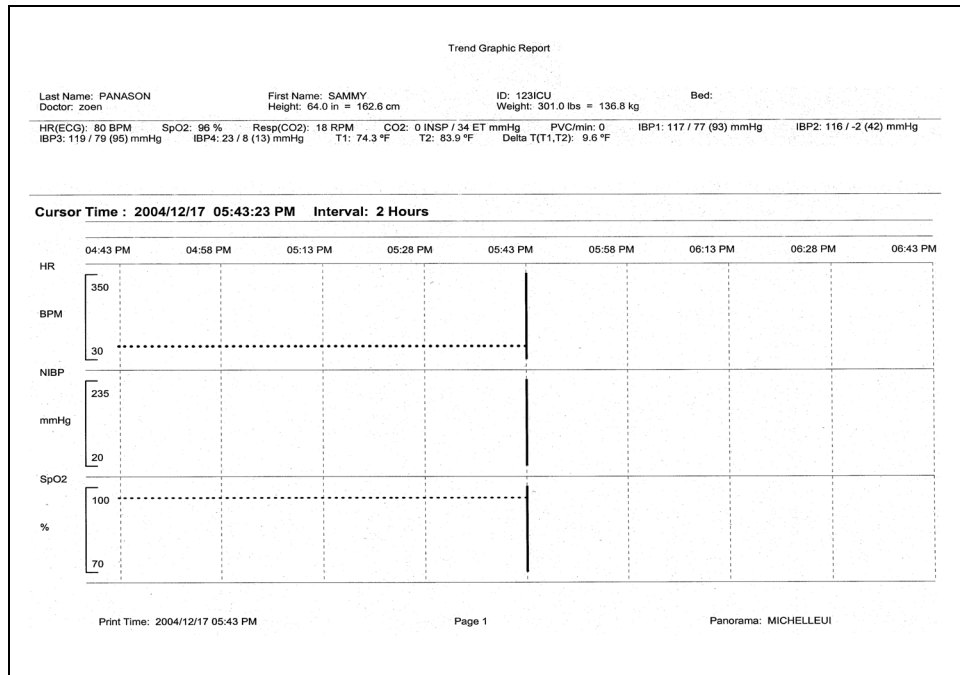 Trend Graphic Report
Last Name: PANASON First Name: SAMMY ID: 123ICU Bed:
Doctor: zoen Height: 64.0 in = 162.6 cm Weight: 301.0 lbs = 136.8 kg
HR(ECG): 80 BPM SpO2: 96 % Resp(CO2): 18 RPM CO2: 0 INSP / 34 ET mmHg PVC/min: 0 IBP1: 117 / 77 (93) mmHg IBP2: 116 / -2 (42) mmHg
IBP3: 119 / 79 (95) mmHg IBP4: 23 / 8 (13) mmHg T1: 74.3 ºF T2: 83.9 ºF Delta T(T1,T2): 9.6 ºF
Cursor Time : 2004/12/17 05:43:23 PM Interval: 2 Hours
04:43 PM 04:58 PM 05:13 PM 05:28 PM 05:43 PM 05:58 PM 06:13 PM 06:28 PM 06:43 PM
HR
350
BPM
30
NIBP
235
mmHg
20
SpO2
100
%
70
Print Time: 2004/12/17 05:43 PM Page 1 Panorama: MICHELLEUI